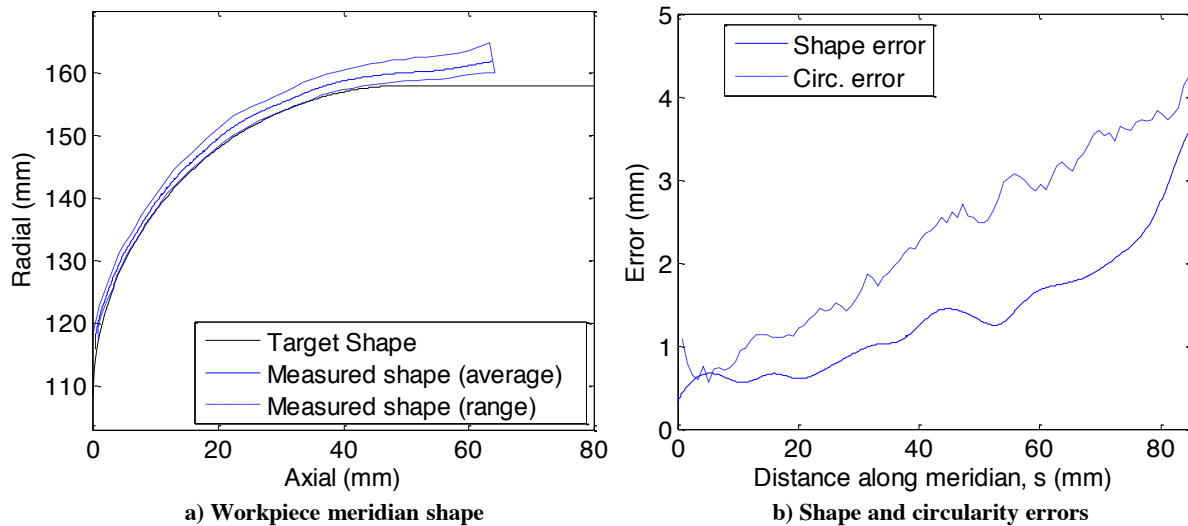 160
150
140
130
120
110
Radial (mm)
0
20
40
60
80
Axial (mm)
Target Shape
Measured shape (average)
Measured shape (range)
a) Workpiece meridian shape
5
4
3
2
1
0
Error (mm)
0
20
40
60
80
Distance along meridian, s (mm)
Shape error
Circ. error
b) Shape and circularity errors